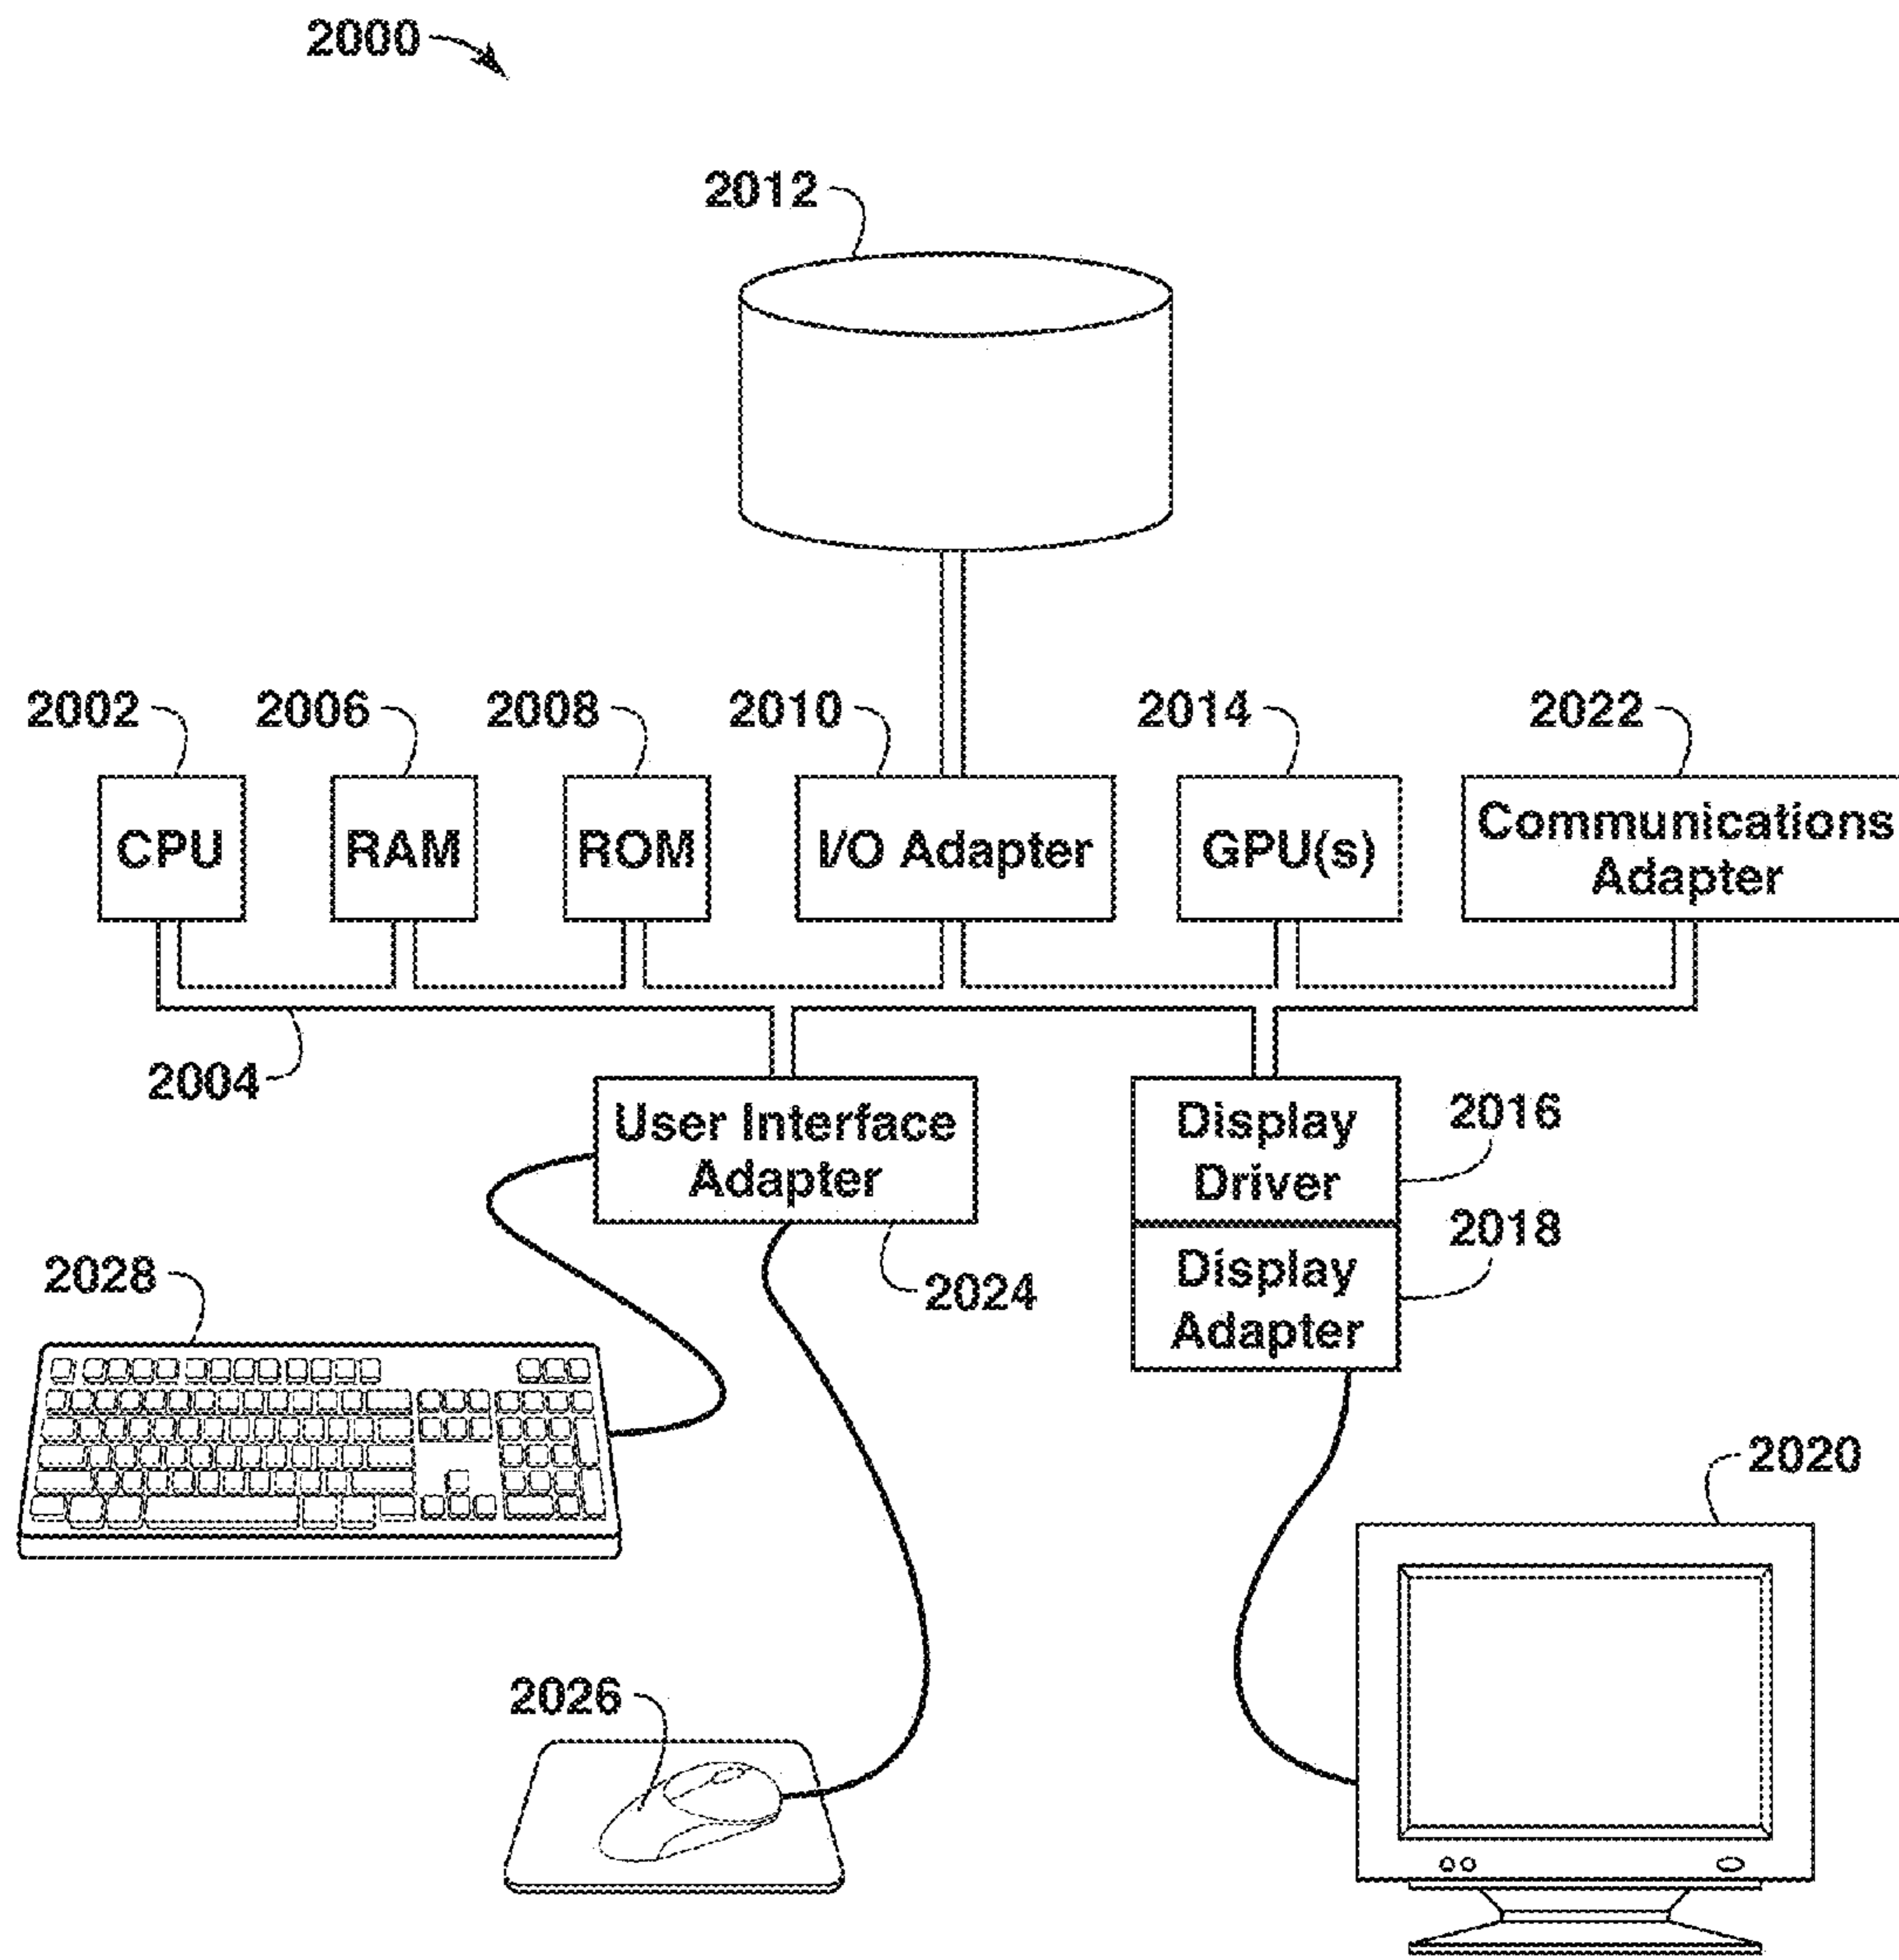 2000
2012
2002 2006 2008 2010 2014 2022
CPU RAM ROM I/O Adapter GPU(s) Communications
Adapter
2004
User Interface
Adapter
2024
Display
Driver
2016
Display
Adapter
2018
2028
2026
2020